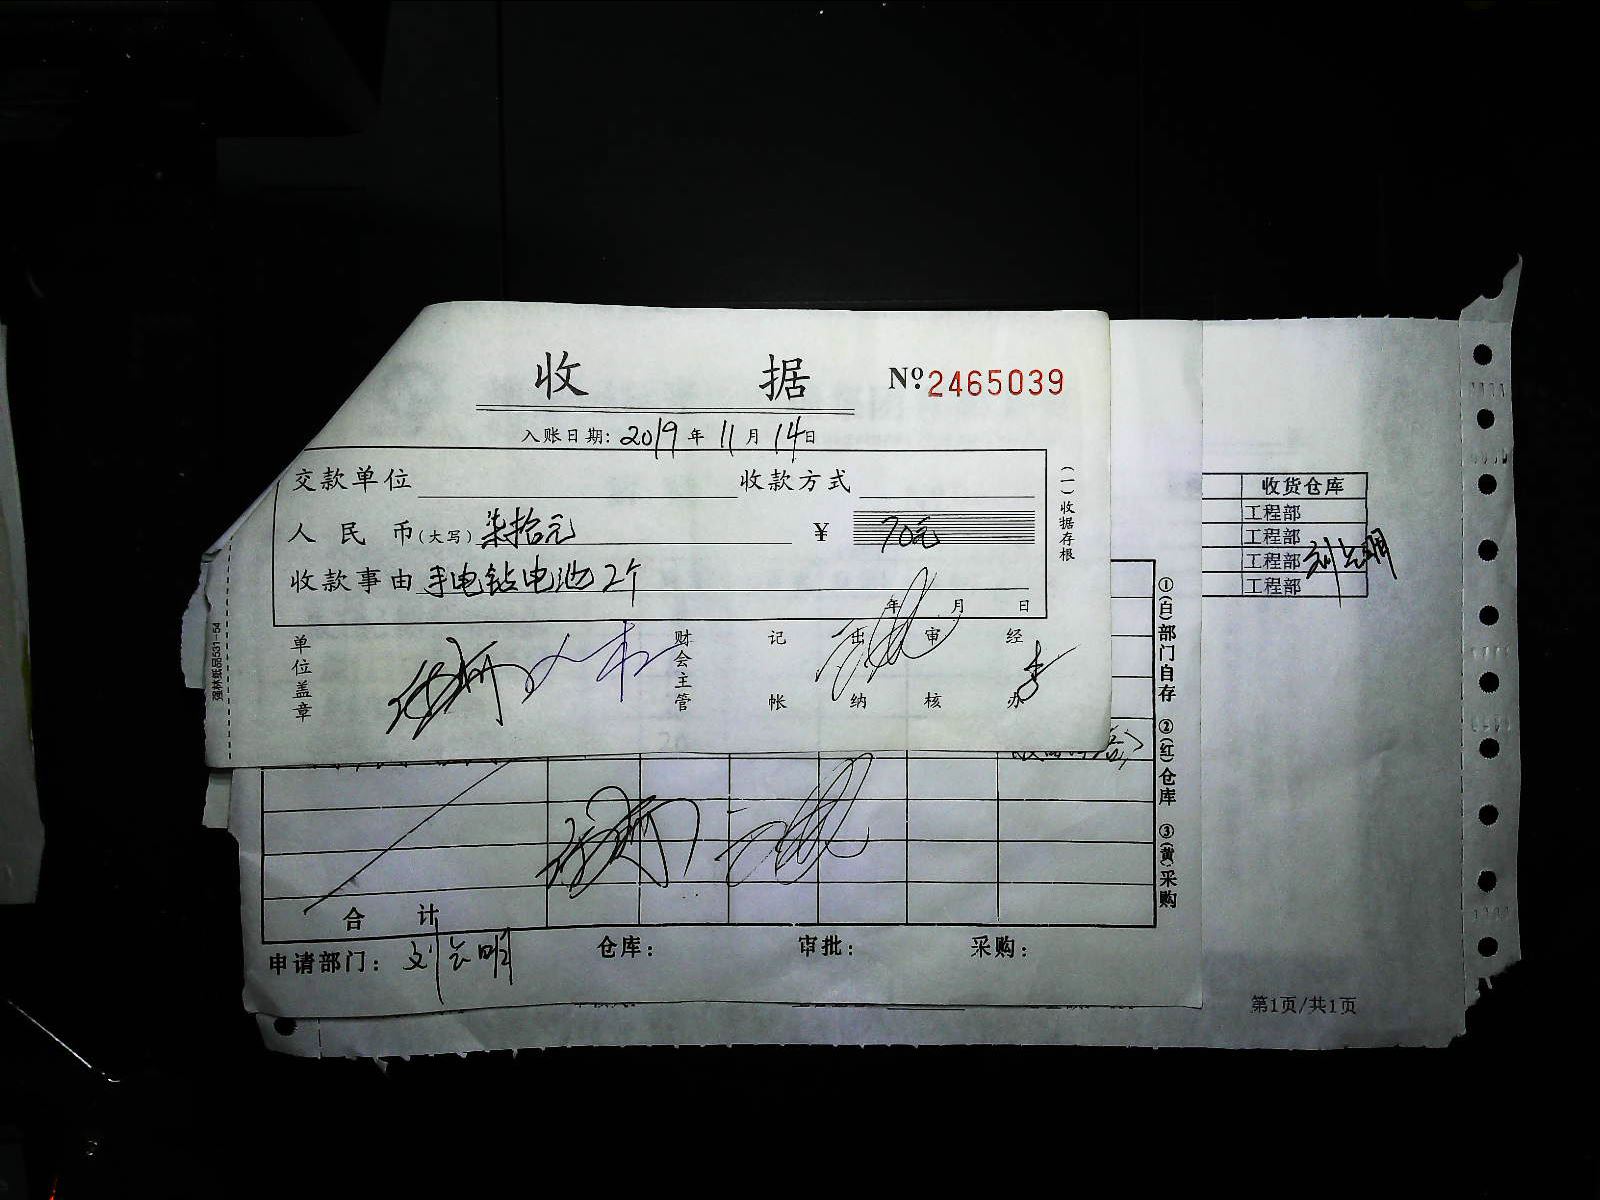 收据 №2465039
入账日期: 2019年11月14日
交款单位 收款方式
人民币(大写) 柒拾元 ¥ 70元
收款事由 手电钻电池2个
年 月 日
(一)收据存根
单位盖章 财会主管 记帐 出纳 审核 经办
收货仓库
工程部
工程部
工程部
工程部
①(白)部门自存 ②(红)仓库 ③(黄)采购
合计
申请部门: 仓库: 审批: 采购:
第1页/共1页